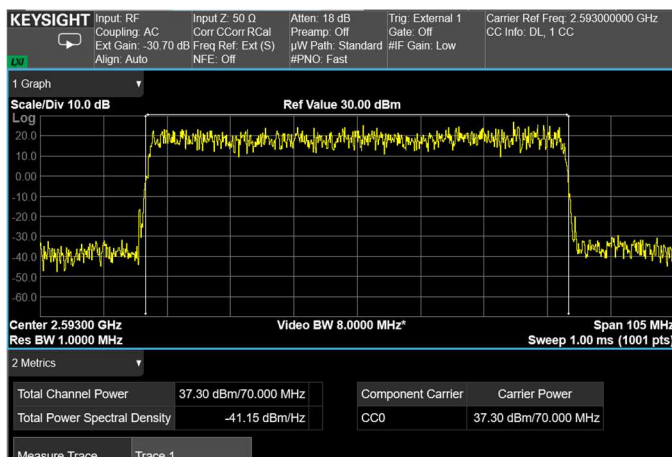 KEYSIGHT
LXI
Input: RF
Coupling: AC
Ext Gain: -30.70 dB
Align: Auto
Input Z: 50 Ω
Corr CCorr RCal
Freq Ref: Ext (S)
NFE: Off
Atten: 18 dB
Preamp: Off
µW Path: Standard
#PNO: Fast
Trig: External 1
Gate: Off
#IF Gain: Low
Carrier Ref Freq: 2.593000000 GHz
CC Info: DL, 1 CC
1 Graph
Scale/Div 10.0 dB
Ref Value 30.00 dBm
Log
20.0
10.0
0.00
-10.0
-20.0
-30.0
-40.0
-50.0
-60.0
Center 2.59300 GHz
Video BW 8.0000 MHz*
Span 105 MHz
Res BW 1.0000 MHz
Sweep 1.00 ms (1001 pts)
2 Metrics
Total Channel Power 37.30 dBm/70.000 MHz
Total Power Spectral Density -41.15 dBm/Hz
Component Carrier Carrier Power
CC0 37.30 dBm/70.000 MHz
Measure Trace Trace 1